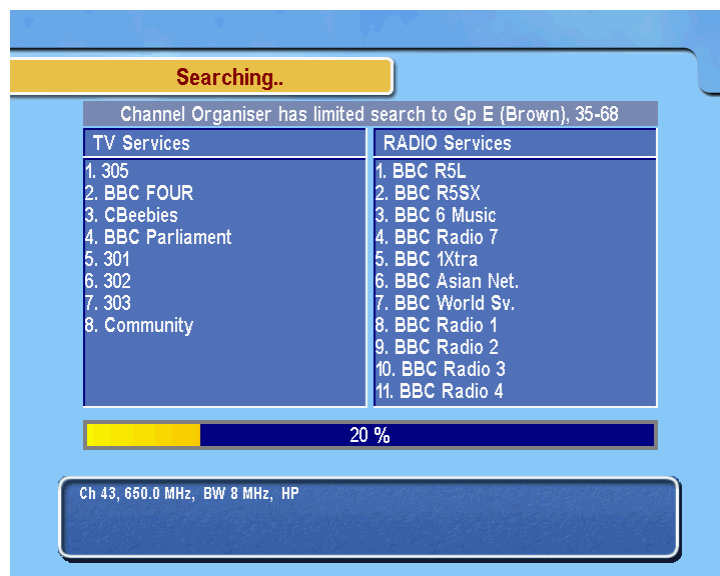 Searching..
Channel Organiser has limited search to Gp E (Brown), 35-68
TV Services
1. 305
2. BBC FOUR
3. CBeebies
4. BBC Parliament
5. 301
6. 302
7. 303
8. Community
RADIO Services
1. BBC R5L
2. BBC R5SX
3. BBC 6 Music
4. BBC Radio 7
5. BBC 1Xtra
6. BBC Asian Net.
7. BBC World Sv.
8. BBC Radio 1
9. BBC Radio 2
10. BBC Radio 3
11. BBC Radio 4
20 %
Ch 43, 650.0 MHz, BW 8 MHz, HP